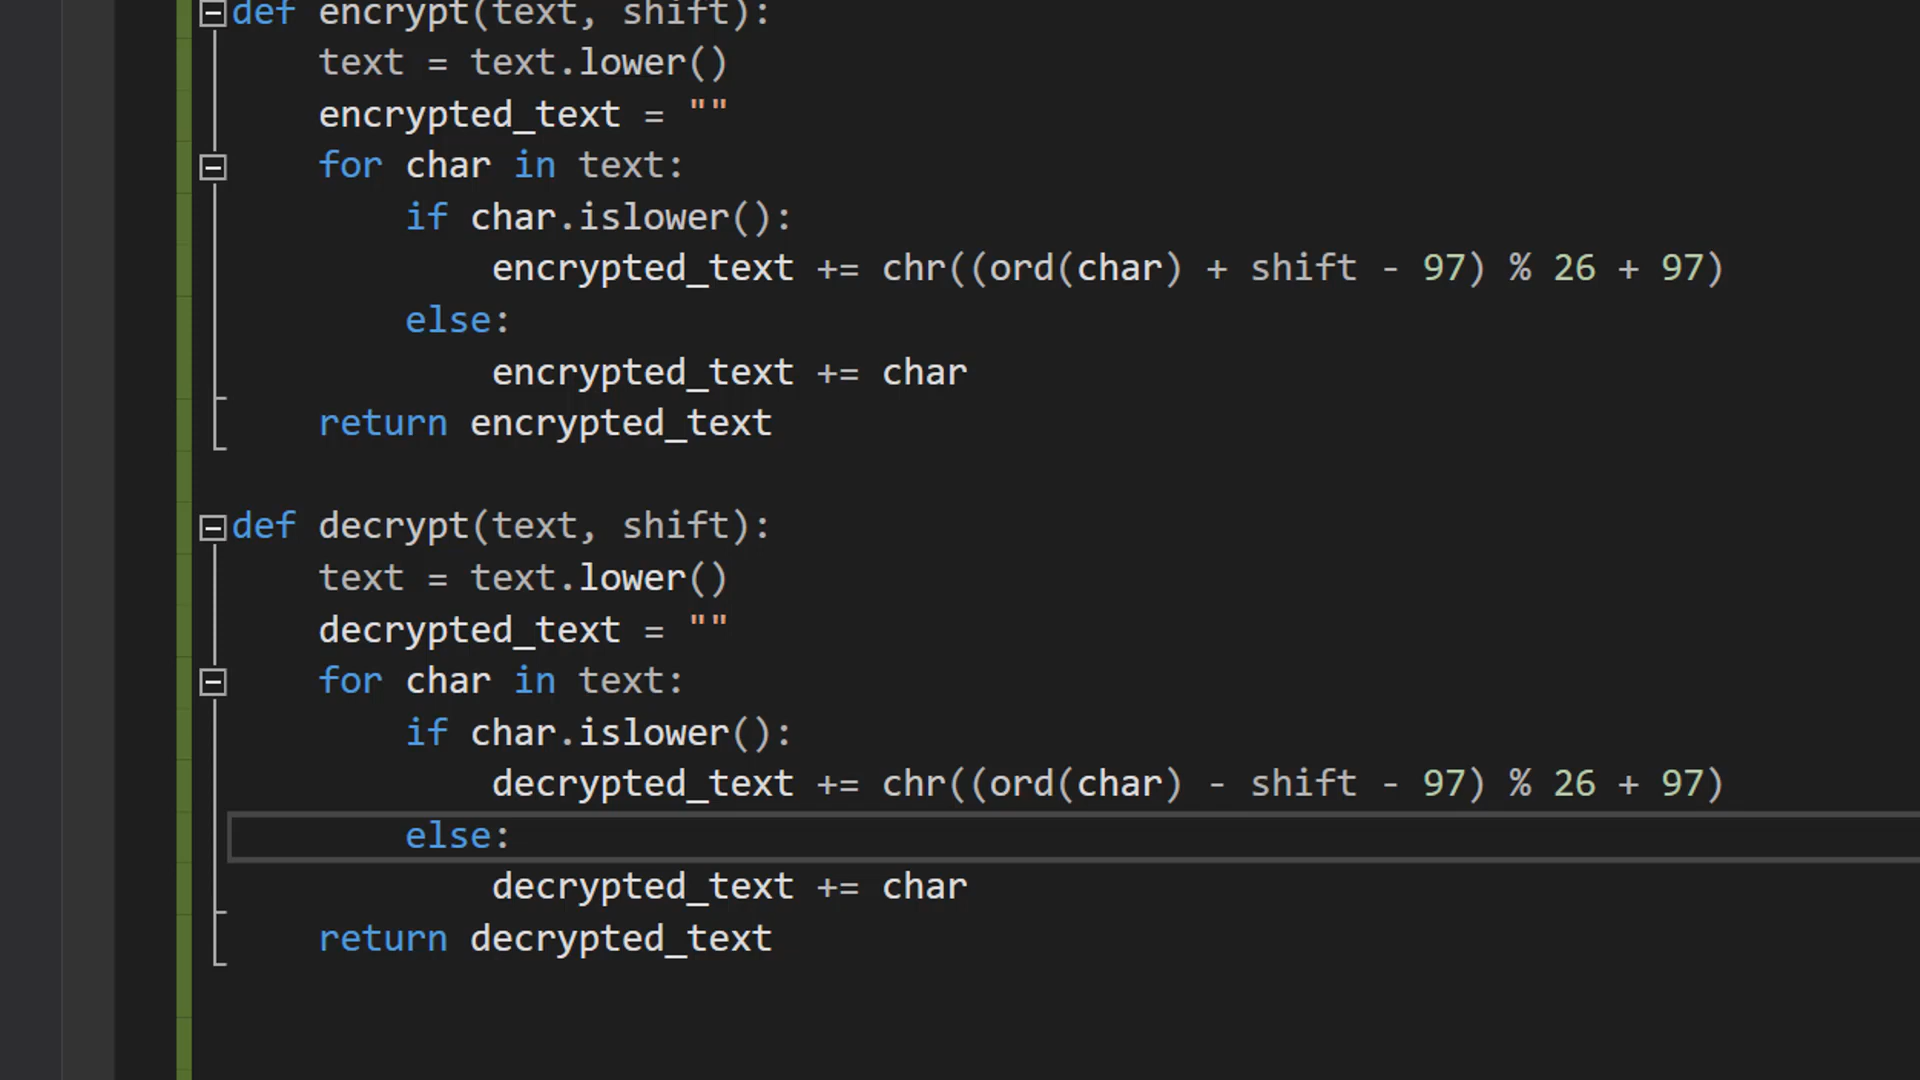 def encrypt(text, shift):
    text = text.lower()
    encrypted_text = ""
    for char in text:
        if char.islower():
            encrypted_text += chr((ord(char) + shift - 97) % 26 + 97)
        else:
            encrypted_text += char
    return encrypted_text

def decrypt(text, shift):
    text = text.lower()
    decrypted_text = ""
    for char in text:
        if char.islower():
            decrypted_text += chr((ord(char) - shift - 97) % 26 + 97)
        else:
            decrypted_text += char
    return decrypted_text